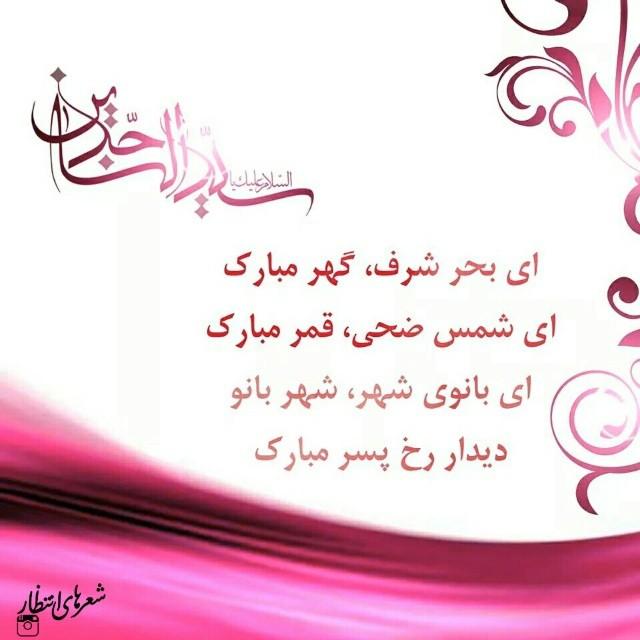 السلام علیک یا سید الساجدین
ای بحر شرف، گهر مبارک
ای شمس ضحی، قمر مبارک
ای بانوی شهر، شهر بانو
دیدار رخ پسر مبارک
شعرهای انتظار